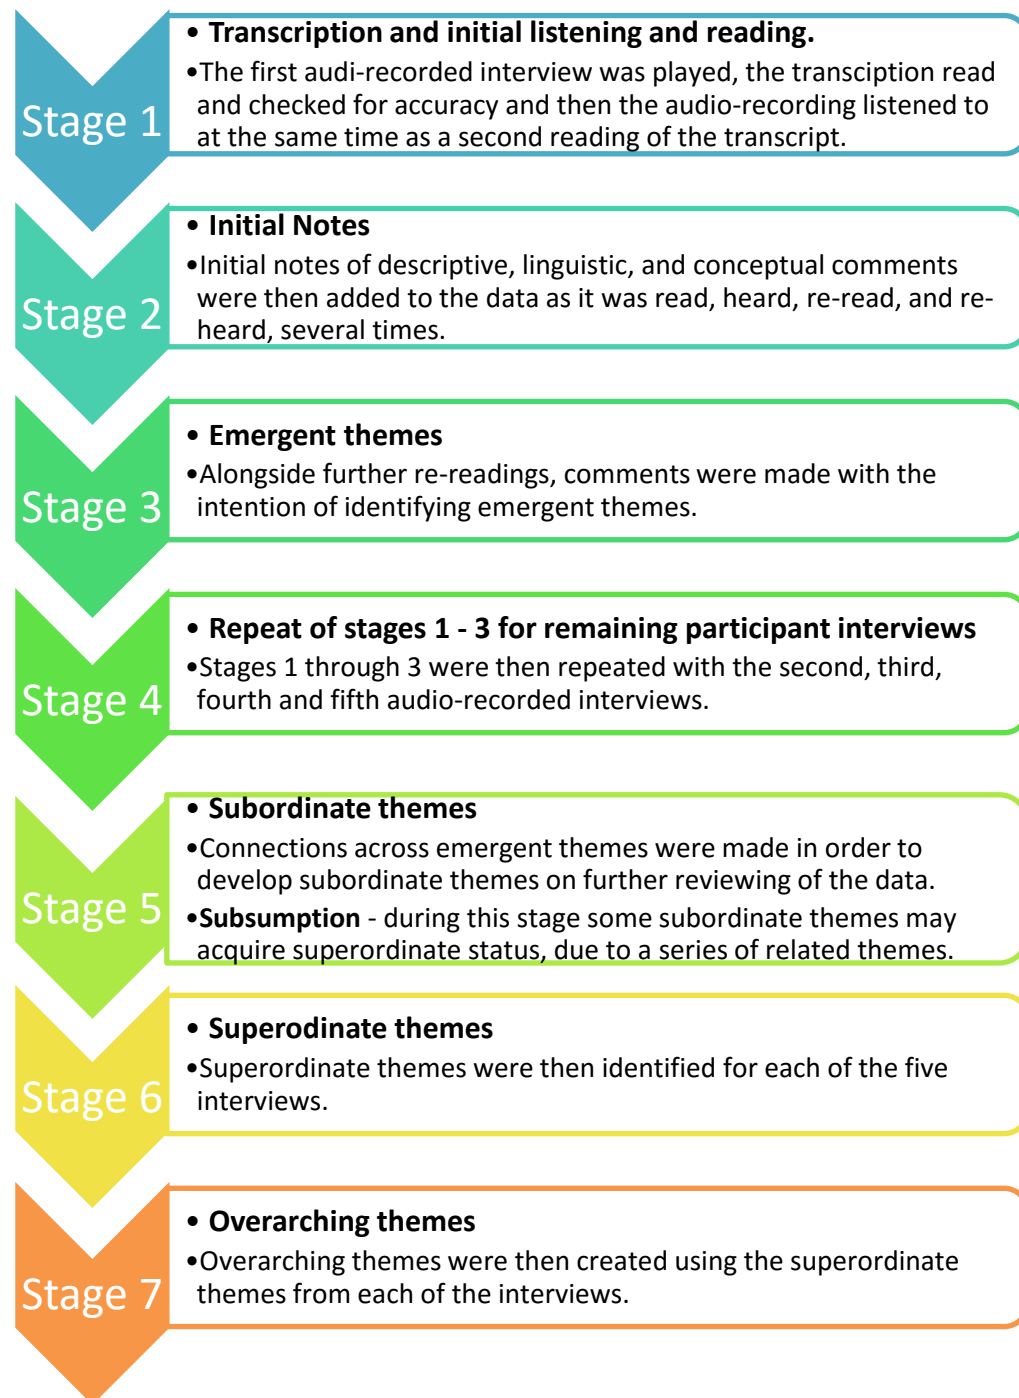 Stage 1
• Transcription and initial listening and reading.
•The first audi-recorded interview was played, the transciption read
and checked for accuracy and then the audio-recording listened to
at the same time as a second reading of the transcript.
Stage 2
• Initial Notes
•Initial notes of descriptive, linguistic, and conceptual comments
were then added to the data as it was read, heard, re-read, and re-
heard, several times.
Stage 3
• Emergent themes
•Alongside further re-readings, comments were made with the
intention of identifying emergent themes.
Stage 4
• Repeat of stages 1 - 3 for remaining participant interviews
•Stages 1 through 3 were then repeated with the second, third,
fourth and fifth audio-recorded interviews.
Stage 5
• Subordinate themes
•Connections across emergent themes were made in order to
develop subordinate themes on further reviewing of the data.
•Subsumption - during this stage some subordinate themes may
acquire superordinate status, due to a series of related themes.
Stage 6
• Superodinate themes
•Superordinate themes were then identified for each of the five
interviews.
Stage 7
• Overarching themes
•Overarching themes were then created using the superordinate
themes from each of the interviews.